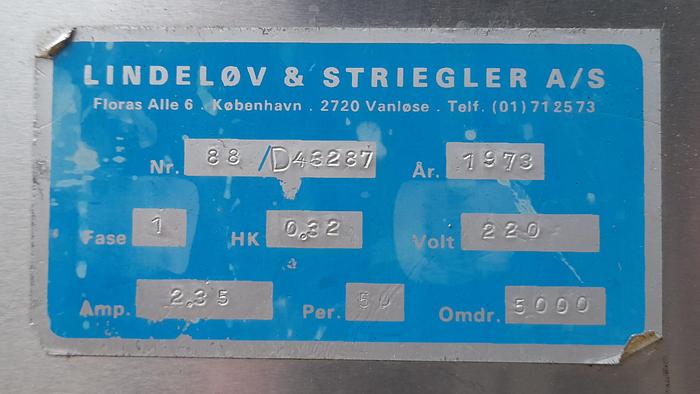 LINDELØV & STRIEGLER A/S
Floras Alle 6 . København . 2720 Vanløse . Telf. (01) 71 25 73
Nr. 88 /D43287 År. 1973
Fase 1 HK 0,32 Volt 220
Amp. 2,35 Per. 50 Omdr. 5000